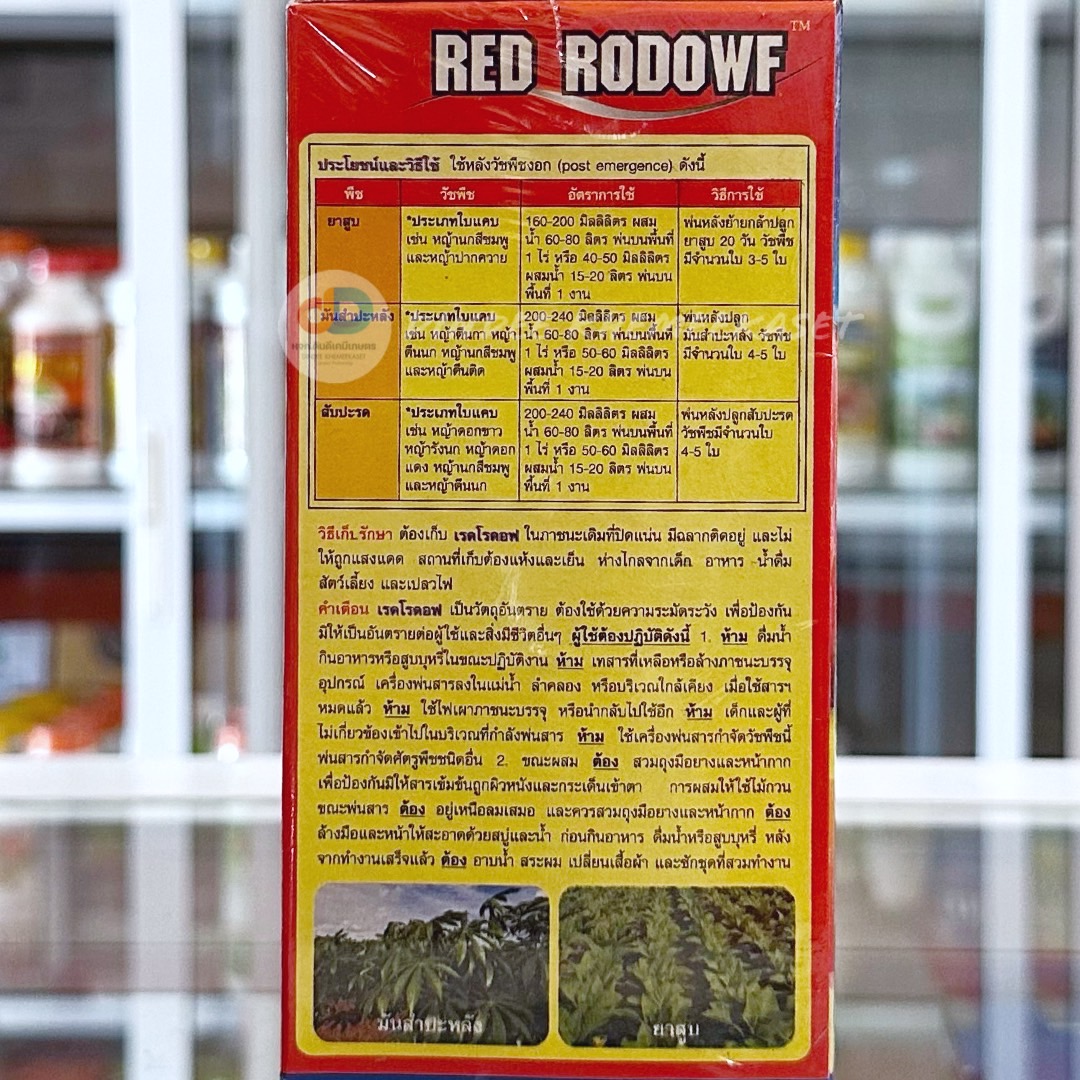 RED RODOWF™
ประโยชน์และวิธีใช้ ใช้หลังวัชพืชงอก (post emergence) ดังนี้
พืช วัชพืช อัตราการใช้ วิธีการใช้
ยาสูบ
*ประเภทใบแคบ
เช่น หญ้านกสีชมพู
และหญ้าปากควาย
160-200 มิลลิลิตร ผสม
น้ำ 60-80 ลิตร พ่นบนพื้นที่
1 ไร่ หรือ 40-50 มิลลิลิตร
ผสมน้ำ 15-20 ลิตร พ่นบน
พื้นที่ 1 งาน
พ่นหลังย้ายกล้าปลูก
ยาสูบ 20 วัน วัชพืช
มีจำนวนใบ 3-5 ใบ
มันสำปะหลัง
*ประเภทใบแคบ
เช่น หญ้าตีนกา หญ้า
ตีนนก หญ้านกสีชมพู
และหญ้าตีนติด
200-240 มิลลิลิตร ผสม
น้ำ 60-80 ลิตร พ่นบนพื้นที่
1 ไร่ หรือ 50-60 มิลลิลิตร
ผสมน้ำ 15-20 ลิตร พ่นบน
พื้นที่ 1 งาน
พ่นหลังปลูก
มันสำปะหลัง วัชพืช
มีจำนวนใบ 4-5 ใบ
สับปะรด
*ประเภทใบแคบ
เช่น หญ้าดอกขาว
หญ้ารังนก หญ้าดอก
แดง หญ้านกสีชมพู
และหญ้าตีนนก
200-240 มิลลิลิตร ผสม
น้ำ 60-80 ลิตร พ่นบนพื้นที่
1 ไร่ หรือ 50-60 มิลลิลิตร
ผสมน้ำ 15-20 ลิตร พ่นบน
พื้นที่ 1 งาน
พ่นหลังปลูกสับปะรด
วัชพืชมีจำนวนใบ
4-5 ใบ
วิธีเก็บรักษา ต้องเก็บ เรดโรดอฟ ในภาชนะเดิมที่ปิดแน่น มีฉลากติดอยู่ และไม่
ให้ถูกแสงแดด สถานที่เก็บต้องแห้งและเย็น ห่างไกลจากเด็ก อาหาร น้ำดื่ม
สัตว์เลี้ยง และเปลวไฟ
คำเตือน เรดโรดอฟ เป็นวัตถุอันตราย ต้องใช้ด้วยความระมัดระวัง เพื่อป้องกัน
มิให้เป็นอันตรายต่อผู้ใช้และสิ่งมีชีวิตอื่นๆ ผู้ใช้ต้องปฏิบัติดังนี้ 1. ห้าม ดื่มน้ำ
กินอาหารหรือสูบบุหรี่ในขณะปฏิบัติงาน ห้าม เทสารที่เหลือหรือล้างภาชนะบรรจุ
อุปกรณ์ เครื่องพ่นสารลงในแม่น้ำ ลำคลอง หรือบริเวณใกล้เคียง เมื่อใช้สารฯ
หมดแล้ว ห้าม ใช้ไฟเผาภาชนะบรรจุ หรือนำกลับไปใช้อีก ห้าม เด็กและผู้ที่
ไม่เกี่ยวข้องเข้าไปในบริเวณที่กำลังพ่นสาร ห้าม ใช้เครื่องพ่นสารกำจัดวัชพืชนี้
พ่นสารกำจัดศัตรูพืชชนิดอื่น 2. ขณะผสม ต้อง สวมถุงมือยางและหน้ากาก
เพื่อป้องกันมิให้สารเข้มข้นถูกผิวหนังและกระเด็นเข้าตา การผสมให้ใช้ไม้กวน
ขณะพ่นสาร ต้อง อยู่เหนือลมเสมอ และควรสวมถุงมือยางและหน้ากาก ต้อง
ล้างมือและหน้าให้สะอาดด้วยสบู่และน้ำ ก่อนกินอาหาร ดื่มน้ำหรือสูบบุหรี่ หลัง
จากทำงานเสร็จแล้ว ต้อง อาบน้ำ สระผม เปลี่ยนเสื้อผ้า และซักชุดที่สวมทำงาน
มันสำปะหลัง
ยาสูบ